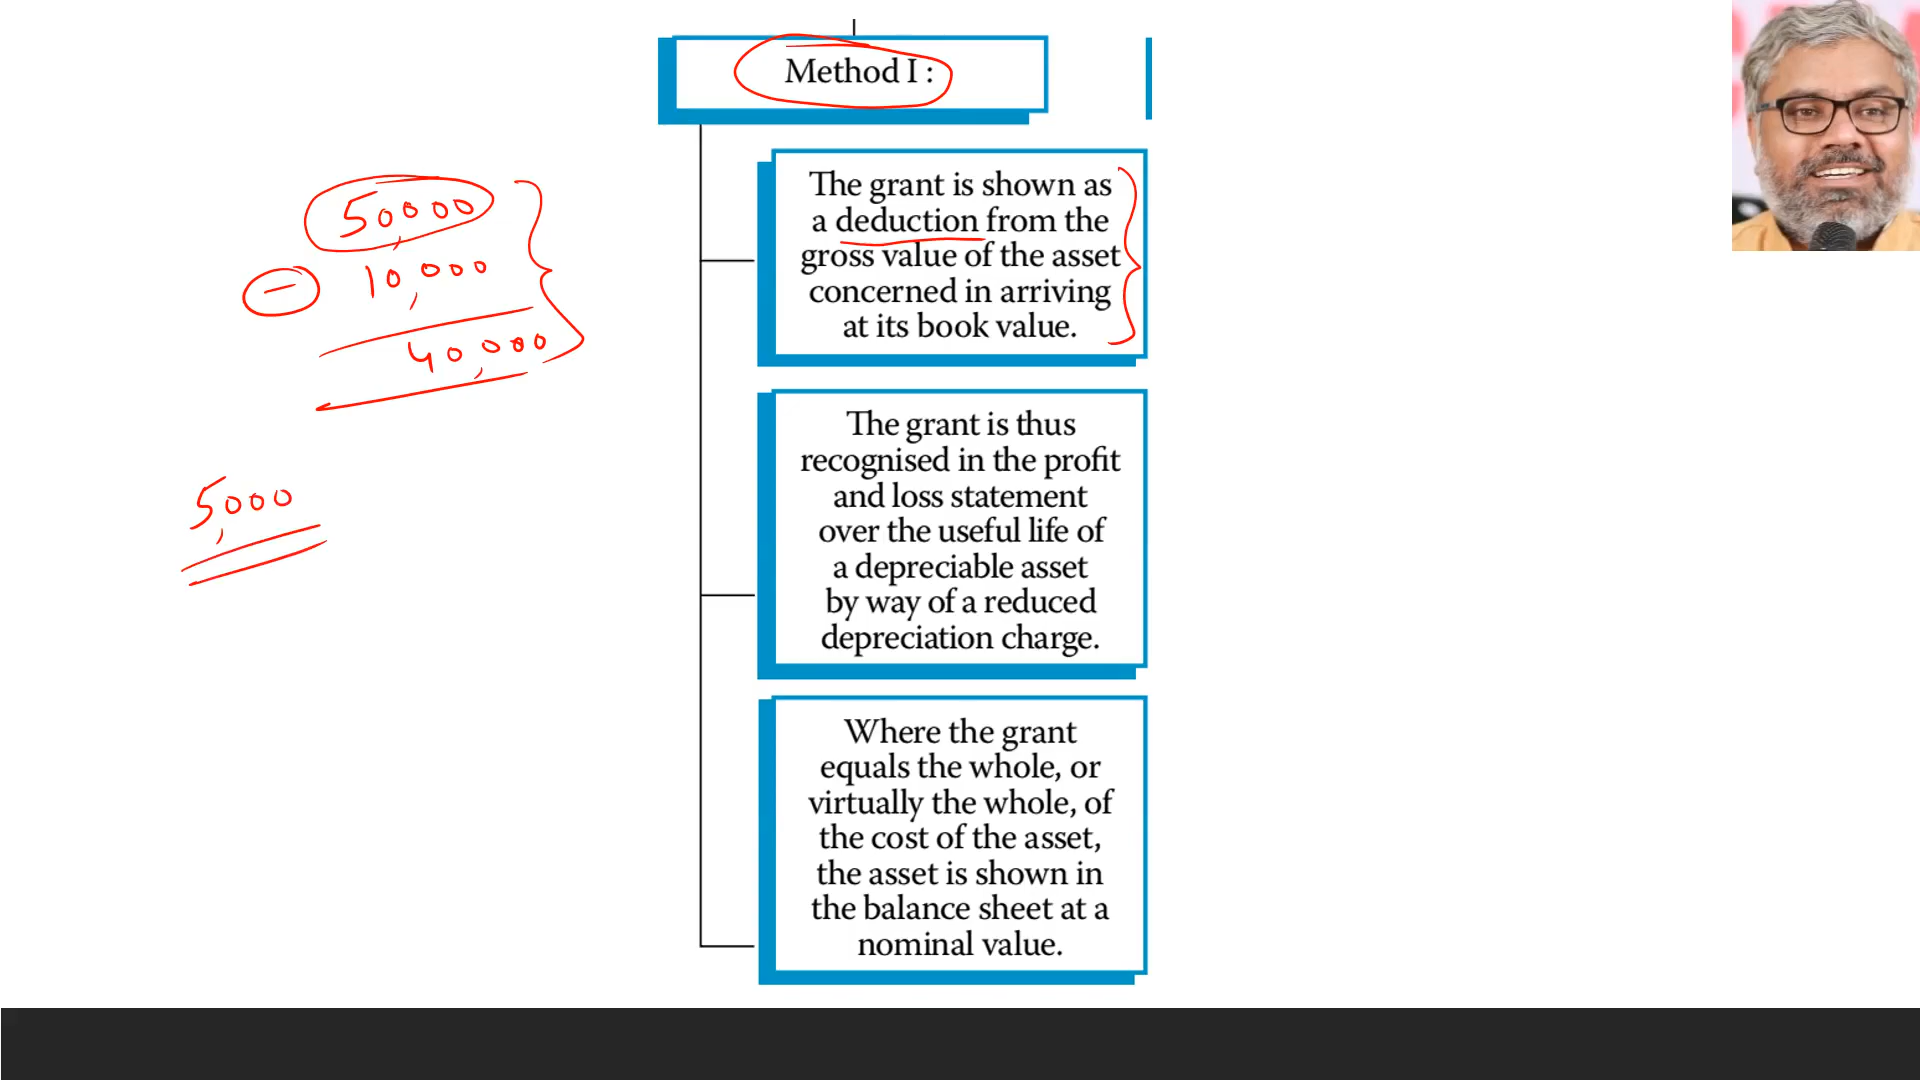 Method I :
50,000
- 10,000
40,000
5,000
The grant is shown as
a deduction from the
gross value of the asset
concerned in arriving
at its book value.
The grant is thus
recognised in the profit
and loss statement
over the useful life of
a depreciable asset
by way of a reduced
depreciation charge.
Where the grant
equals the whole, or
virtually the whole, of
the cost of the asset,
the asset is shown in
the balance sheet at a
nominal value.